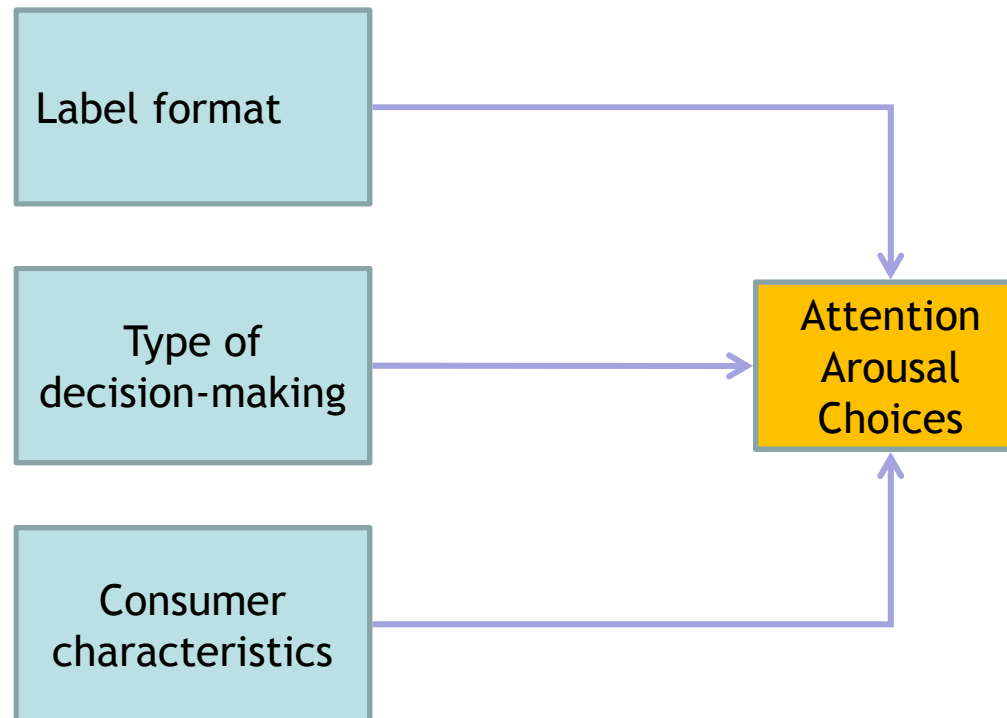 Label format
Type of
decision-making
Consumer
characteristics
Attention
Arousal
Choices